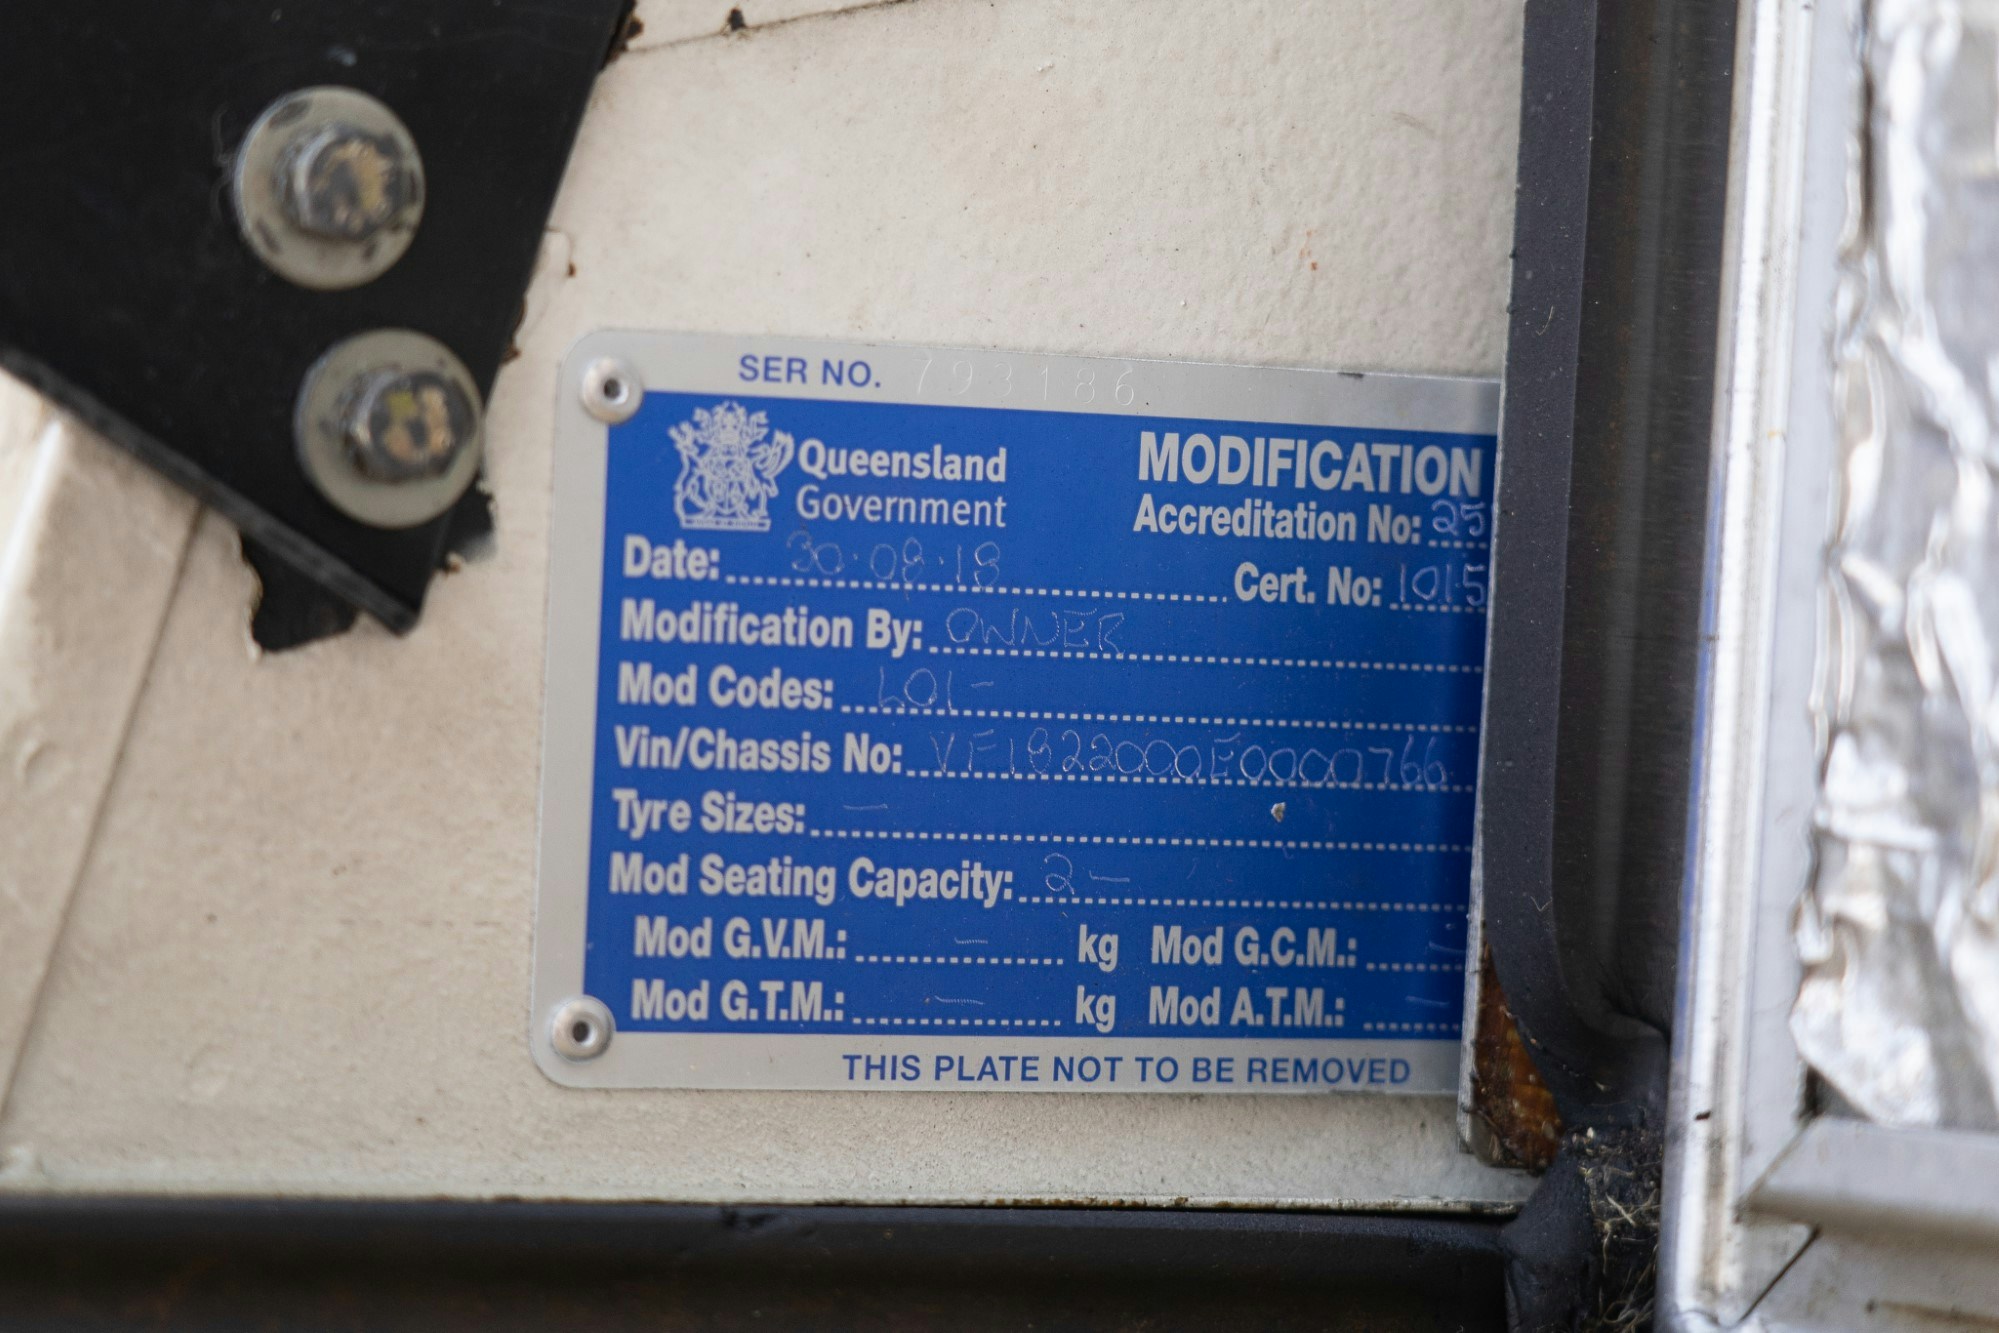 SER NO. 793186
Queensland
Government
MODIFICATION
Accreditation No: 25
Date: 30.08.18
Cert. No: 1015
Modification By: OWNER
Mod Codes: LO1-
Vin/Chassis No: VF1822000E0000766
Tyre Sizes: -
Mod Seating Capacity: 2-
Mod G.V.M.: - kg Mod G.C.M.: -
Mod G.T.M.: - kg Mod A.T.M.: -
THIS PLATE NOT TO BE REMOVED